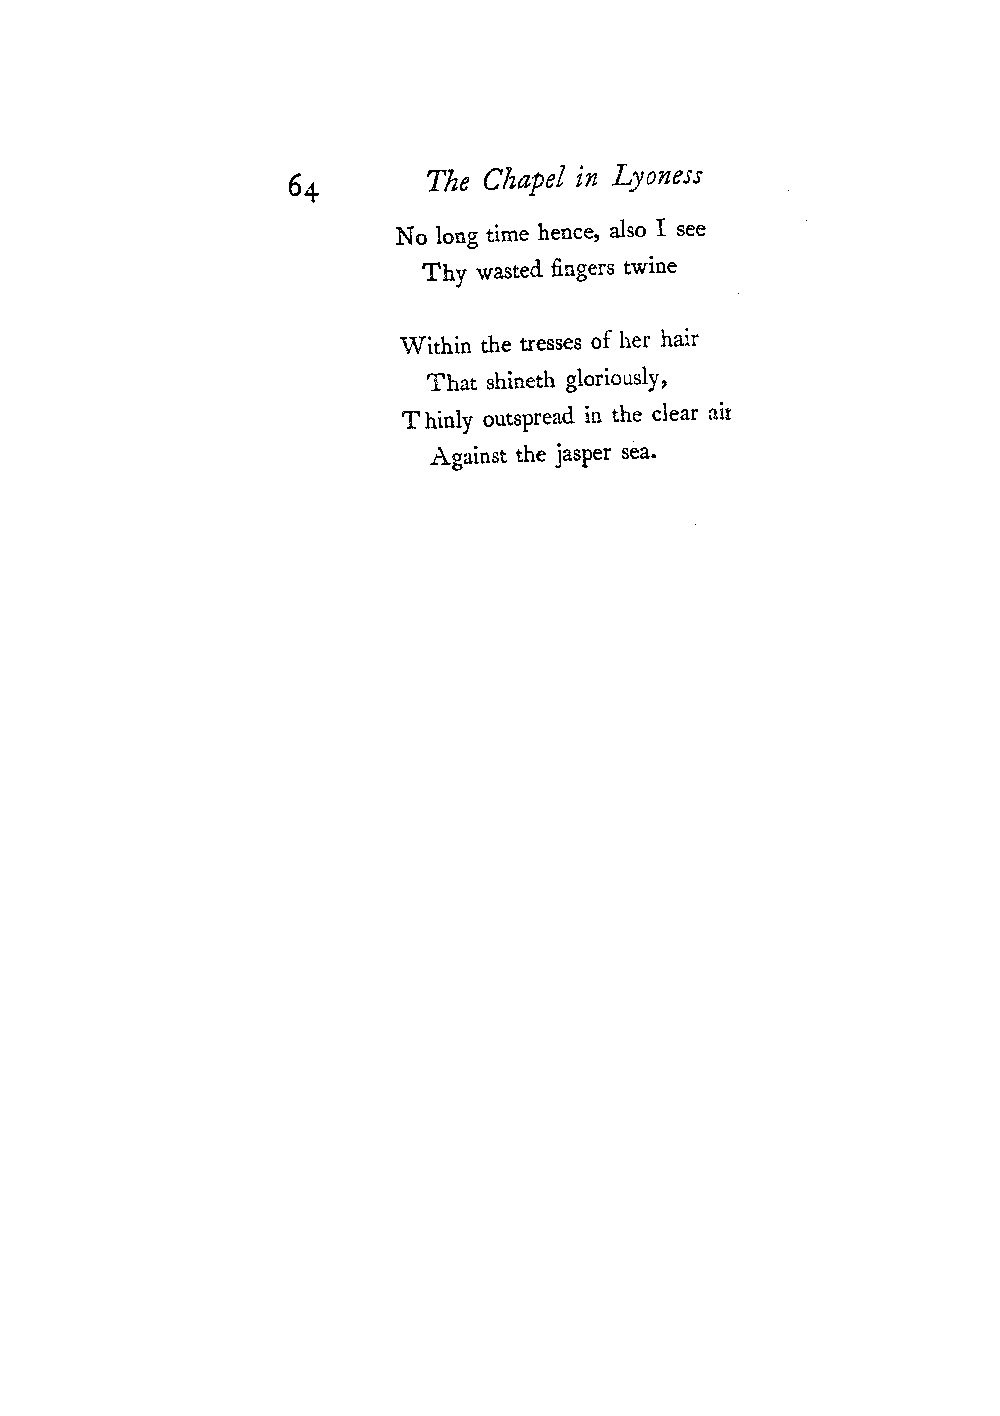 64 The Chapel in Lyoness
No long time hence, also I see
Thy wasted fingers twine
Within the tresses of her hair
That shineth gloriously,
Thinly outspread in the clear air
Against the jasper sea.